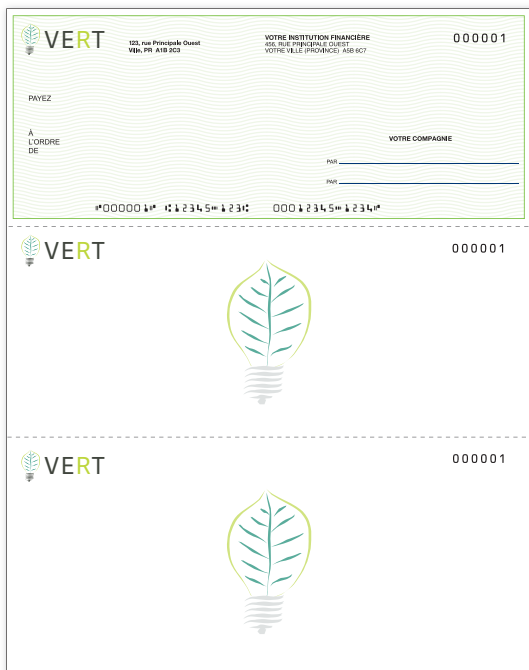 VERT
123, rue Principale Ouest
Ville, PR A1B 2C3
VOTRE INSTITUTION FINANCIÈRE
456, RUE PRINCIPALE OUEST
VOTRE VILLE (PROVINCE) A5B 6C7
000001
PAYEZ
À
L'ORDRE
DE
VOTRE COMPAGNIE
PAR
PAR
⑈000001⑈ ⑆12345⑉123⑆ 00012345⑉1234⑈
VERT
000001
VERT
000001